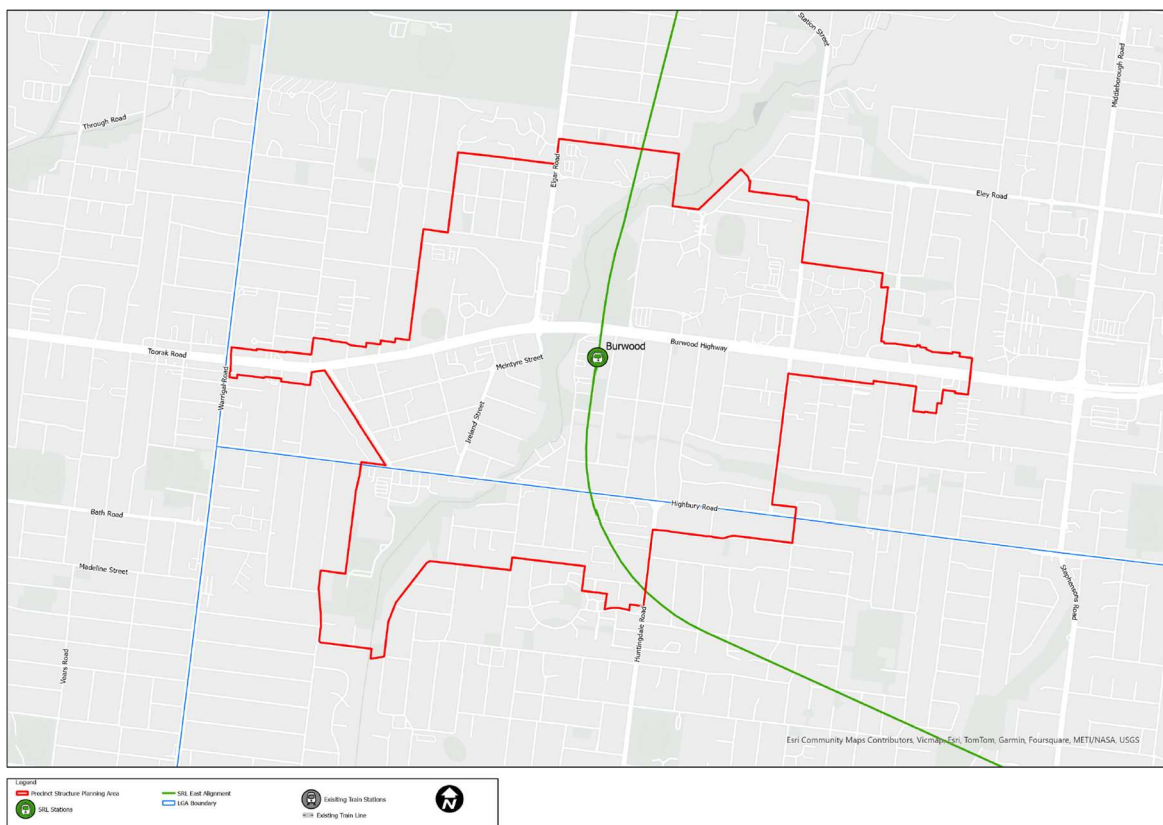 Station Street
Middleborough Road
Through Road
Elgar Road
Eley Road
Toorak Road
Warrigal Road
McIntyre Street
Burwood
Burwood Highway
Ireland Street
Highbury Road
Bath Road
Madeline Street
Stephensons Road
Huntingdale Road
Vears Road
Esri Community Maps Contributors, Vicmap, Esri, TomTom, Garmin, Foursquare, METI/NASA, USGS
Legend
Precinct Structure Planning Area
SRL East Alignment
Existing Train Stations
SRL Stations
LGA Boundary
Existing Train Line
N